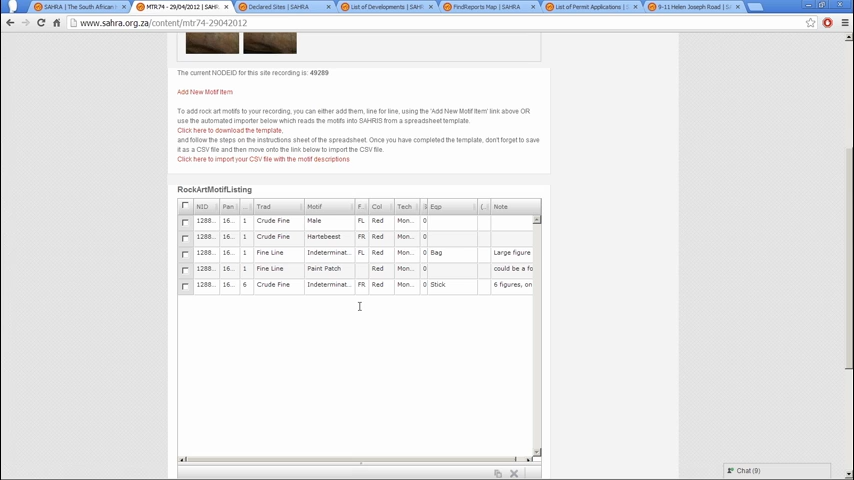 SAHRA | The South African
MTR74 - 29/04/2012 | SAHR
Declared Sites | SAHRA
List of Developments | SAHR
FindReports Map | SAHRA
List of Permit Applications |
9-11 Helen Joseph Road | S
www.sahra.org.za/content/mtr74-29042012
The current NODEID for this site recording is: 49289
Add New Motif Item
To add rock art motifs to your recording, you can either add them, line for line, using the 'Add New Motif Item' link above OR
use the automated importer below which reads the motifs into SAHRIS from a spreadsheet template.
Click here to download the template,
and follow the steps on the instructions sheet of the spreadsheet. Once you have completed the template, don't forget to save
it as a CSV file and then move onto the link below to import the CSV file.
Click here to import your CSV file with the motif descriptions
RockArtMotifListing
NID Pan ... Trad Motif F. Col Tech Eqp (. Note
1288... 16... 1 Crude Fine Male FL Red Mon... 0
1288... 16... 1 Crude Fine Hartebeest FR Red Mon... 0
1288... 16... 1 Fine Line Indeterminat... FL Red Mon... 0 Bag Large figure
1288... 16... 1 Fine Line Paint Patch Red Mon... 0 could be a fo
1288... 16... 6 Crude Fine Indeterminat... FR Red Mon... 0 Stick 6 figures, on
Chat (9)